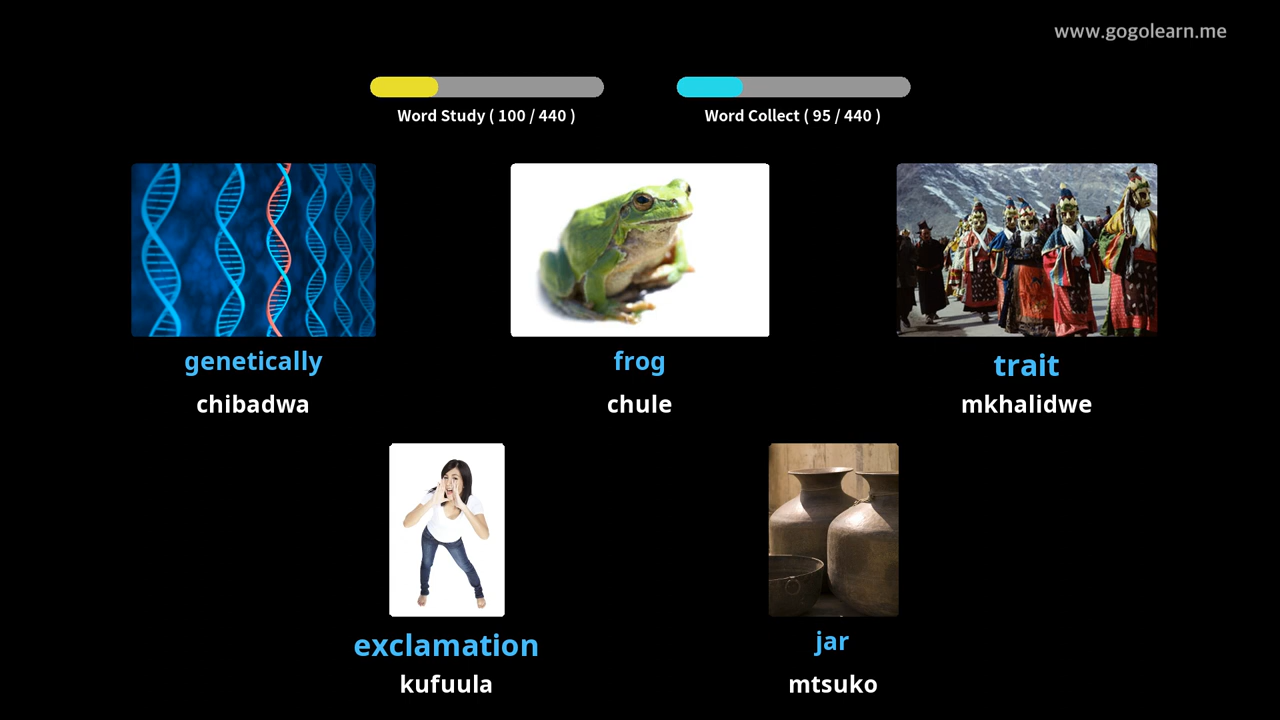 www.gogolearn.me
Word Study ( 100 / 440 )
Word Collect ( 95 / 440 )
genetically
chibadwa
frog
chule
trait
mkhalidwe
exclamation
kufuula
jar
mtsuko